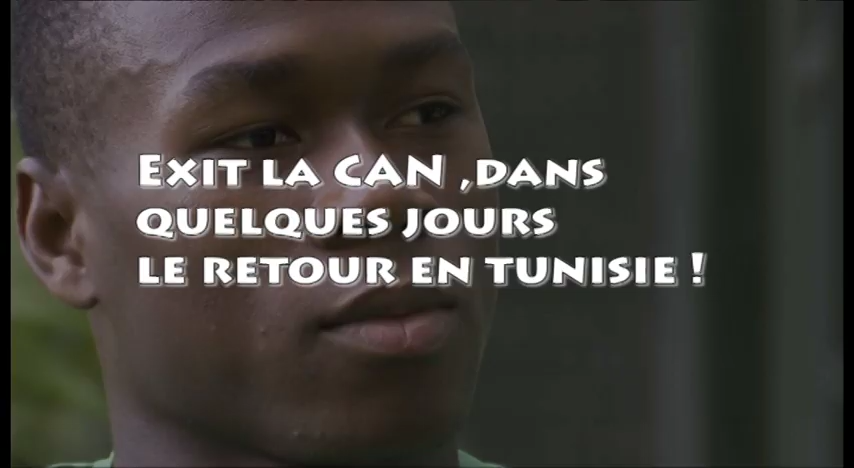 EXIT LA CAN ,DANS
QUELQUES JOURS
LE RETOUR EN TUNISIE !